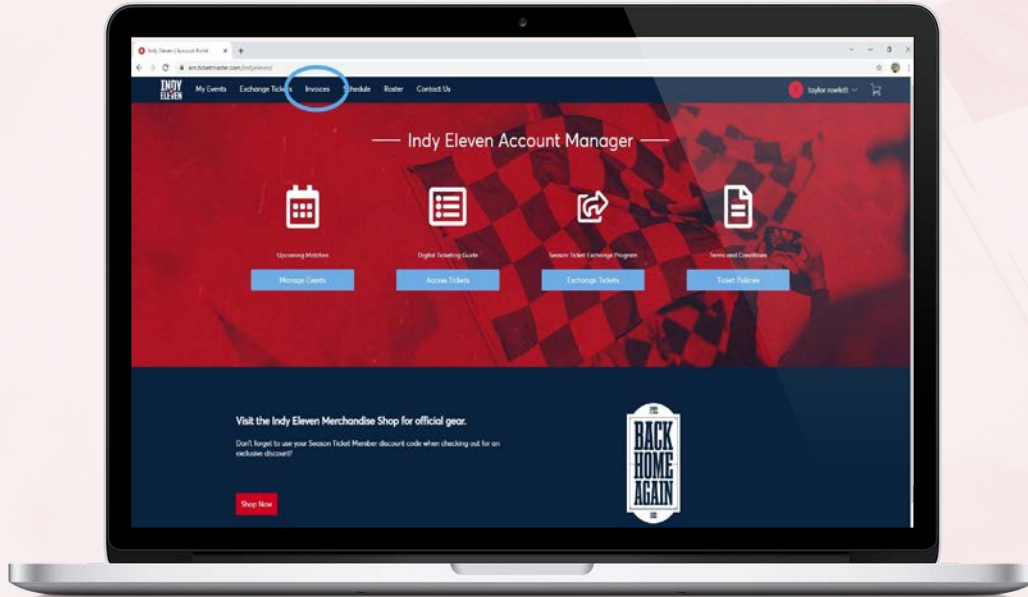 Indy Eleven | Account Portal
am.ticketmaster.com/indyeleven/
INDY
ELEVEN
My Events Exchange Tickets Invoices Schedule Roster Contact Us
taylor rowlett
Indy Eleven Account Manager
Upcoming Matches Digital Ticketing Guide Season Ticket Exchange Program Terms and Conditions
Manage Events Access Tickets Exchange Tickets Ticket Policies
Visit the Indy Eleven Merchandise Shop for official gear.
Don't forget to use your Season Ticket Member discount code when checking out for an
exclusive discount!
Shop Now
BACK
HOME
AGAIN